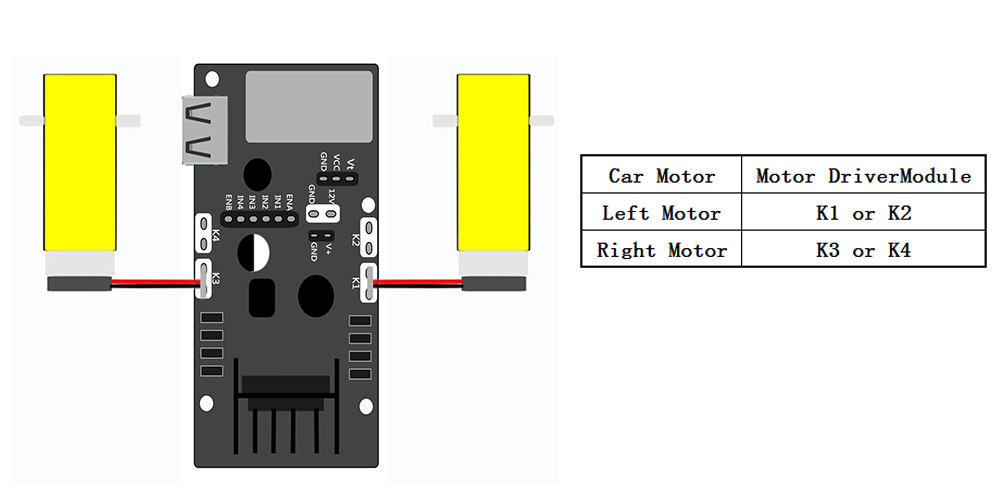 GND
VCC
Vt
ENB
IN4
IN3
IN2
IN1
ENA
GND
12V
K4
K2
GND
V+
K3
K1
Car Motor Motor DriverModule
Left Motor K1 or K2
Right Motor K3 or K4